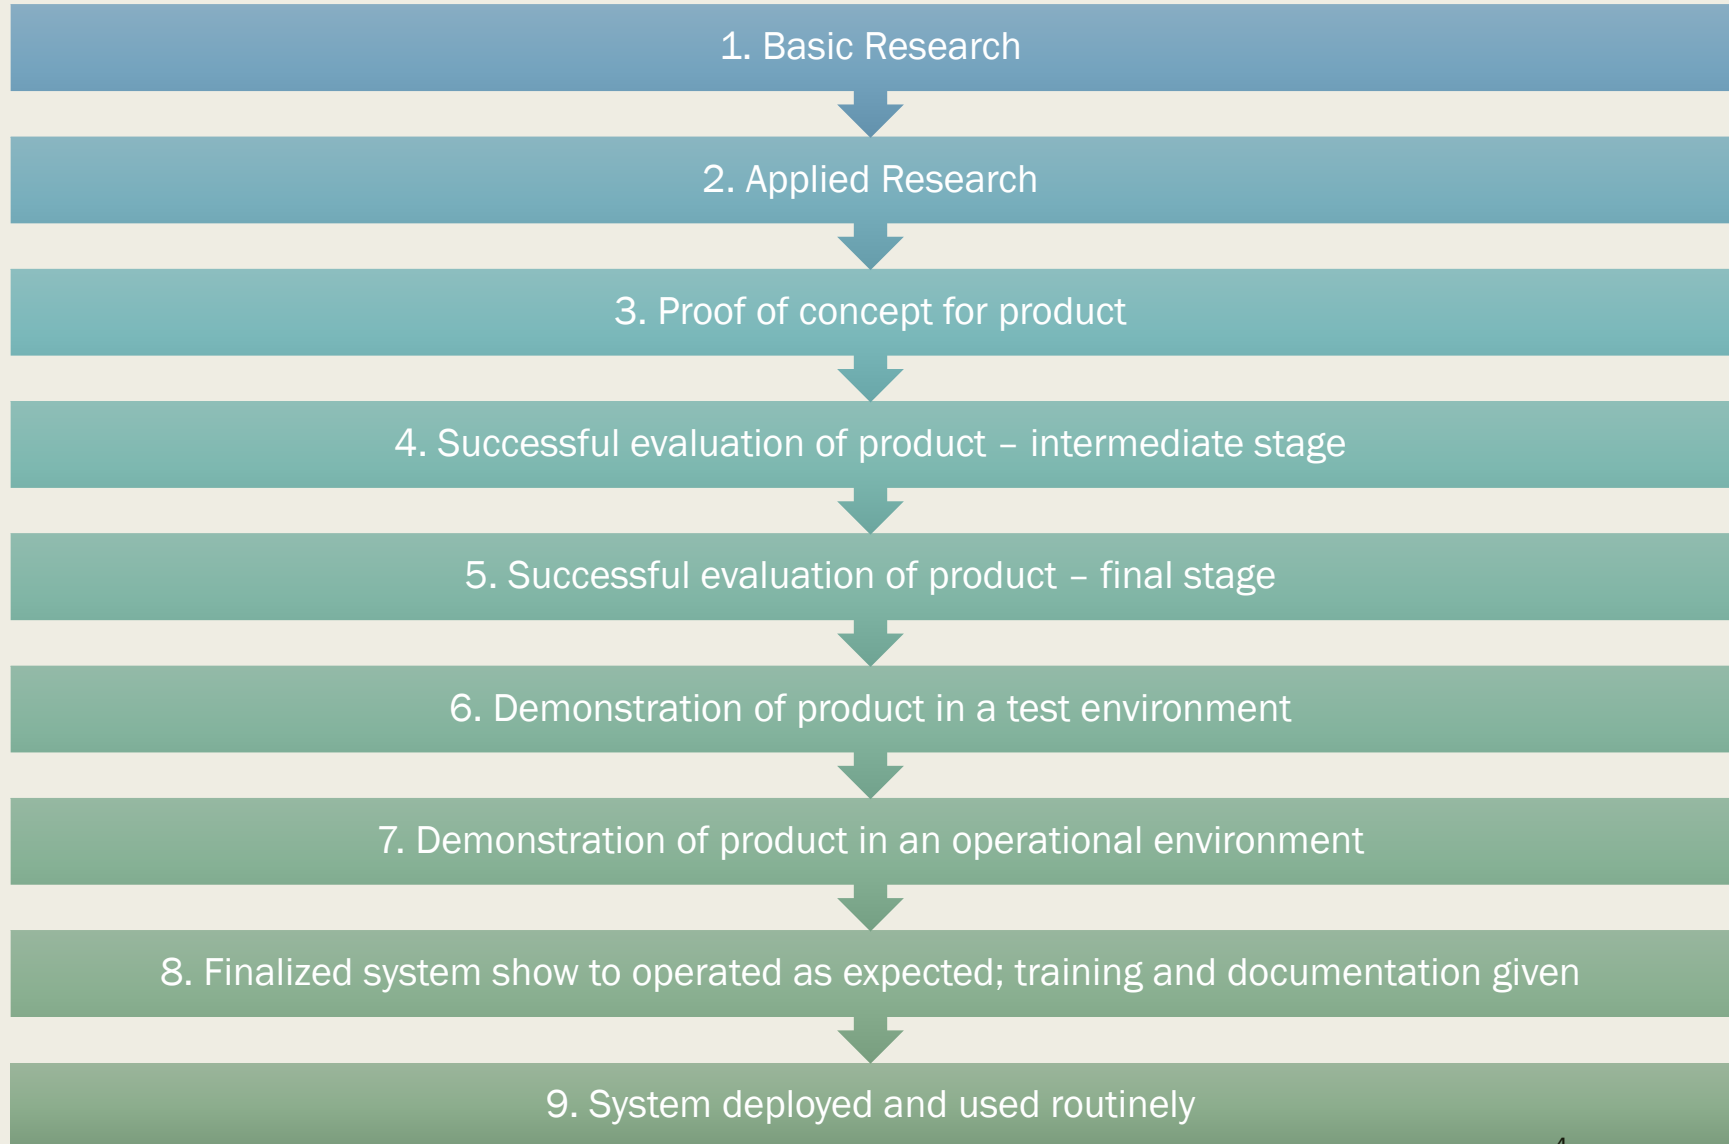 1. Basic Research
2. Applied Research
3. Proof of concept for product
4. Successful evaluation of product – intermediate stage
5. Successful evaluation of product – final stage
6. Demonstration of product in a test environment
7. Demonstration of product in an operational environment
8. Finalized system show to operated as expected; training and documentation given
9. System deployed and used routinely